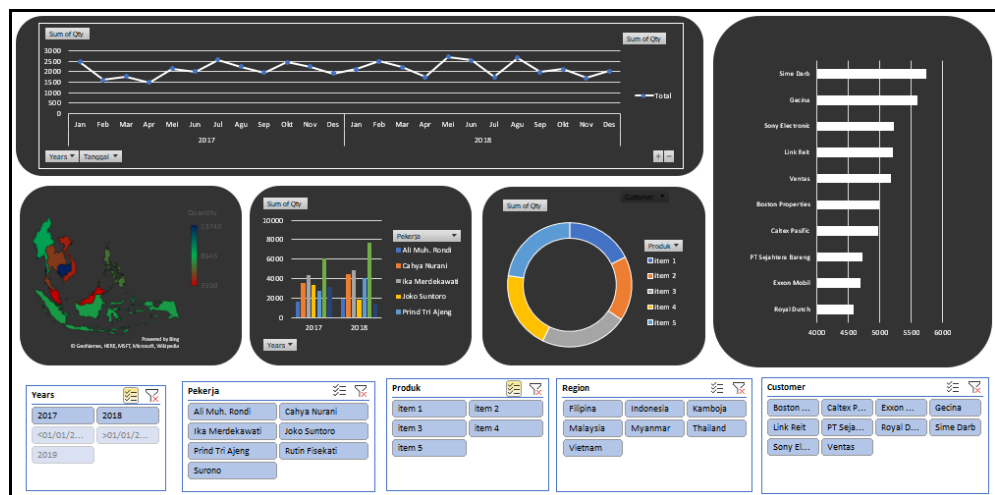 Sum of Qty
Sum of Qty
3000
2500
2000
1500
1000
500
0
Total
Jan Feb Mar Apr Mei Jun Jul Agu Sep Okt Nov Des Jan Feb Mar Apr Mei Jun Jul Agu Sep Okt Nov Des
2017 2018
Years Tanggal
+ -
Sime Darb
Gecina
Sony Electronic
Link Reit
Ventas
Boston Properties
Caltex Pasific
PT Sejahtera Bareng
Exxon Mobil
Royal Dutch
4000 4500 5000 5500 6000
Quantity
13740
8645
3550
Powered by Bing
© GeoNames, HERE, MSFT, Microsoft, Wikipedia
Sum of Qty
10000
8000
6000
4000
2000
0
2017 2018
Years
Pekerja
Ali Muh. Rondi
Cahya Nurani
Ika Merdekawati
Joko Suntoro
Prind Tri Ajeng
Customer
Sum of Qty
Produk
item 1
item 2
item 3
item 4
item 5
Years
2017 2018
<01/01/2... >01/01/2...
2019
Pekerja
Ali Muh. Rondi Cahya Nurani
Ika Merdekawati Joko Suntoro
Prind Tri Ajeng Rutin Fisekati
Surono
Produk
item 1 item 2
item 3 item 4
item 5
Region
Filipina Indonesia Kamboja
Malaysia Myanmar Thailand
Vietnam
Customer
Boston ... Caltex P... Exxon ... Gecina
Link Reit PT Seja... Royal D... Sime Darb
Sony El... Ventas